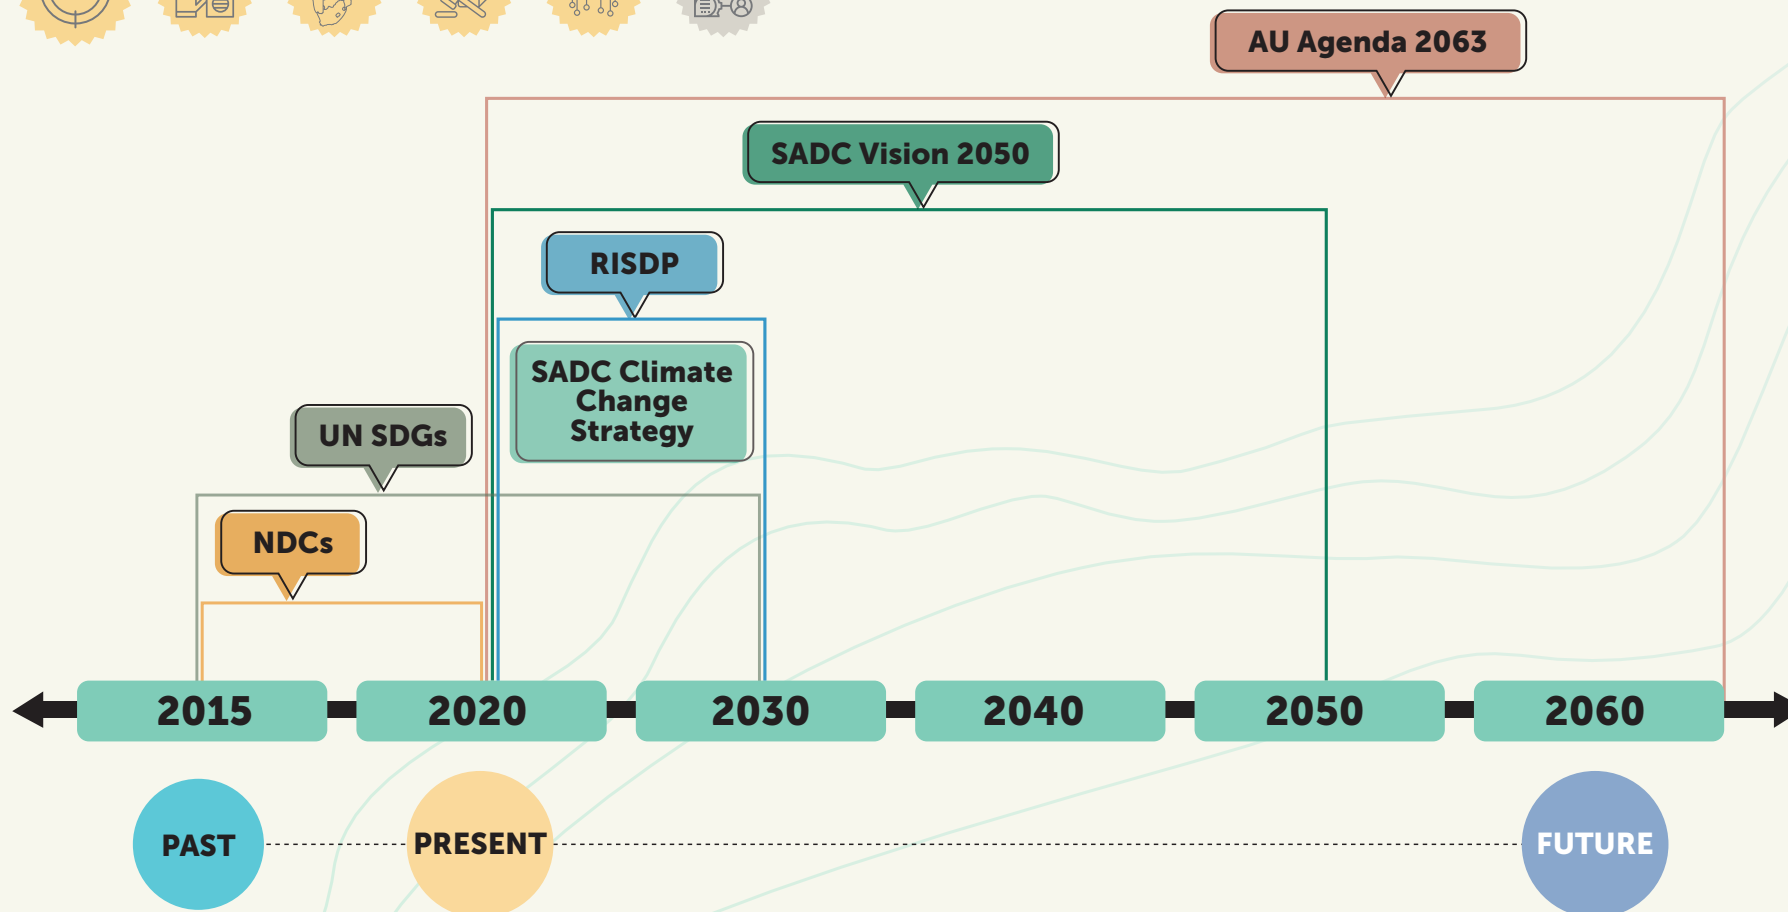 AU Agenda 2063
SADC Vision 2050
RISDP
SADC Climate
Change
Strategy
UN SDGs
NDCs
2015
2020
2030
2040
2050
2060
PAST
PRESENT
FUTURE